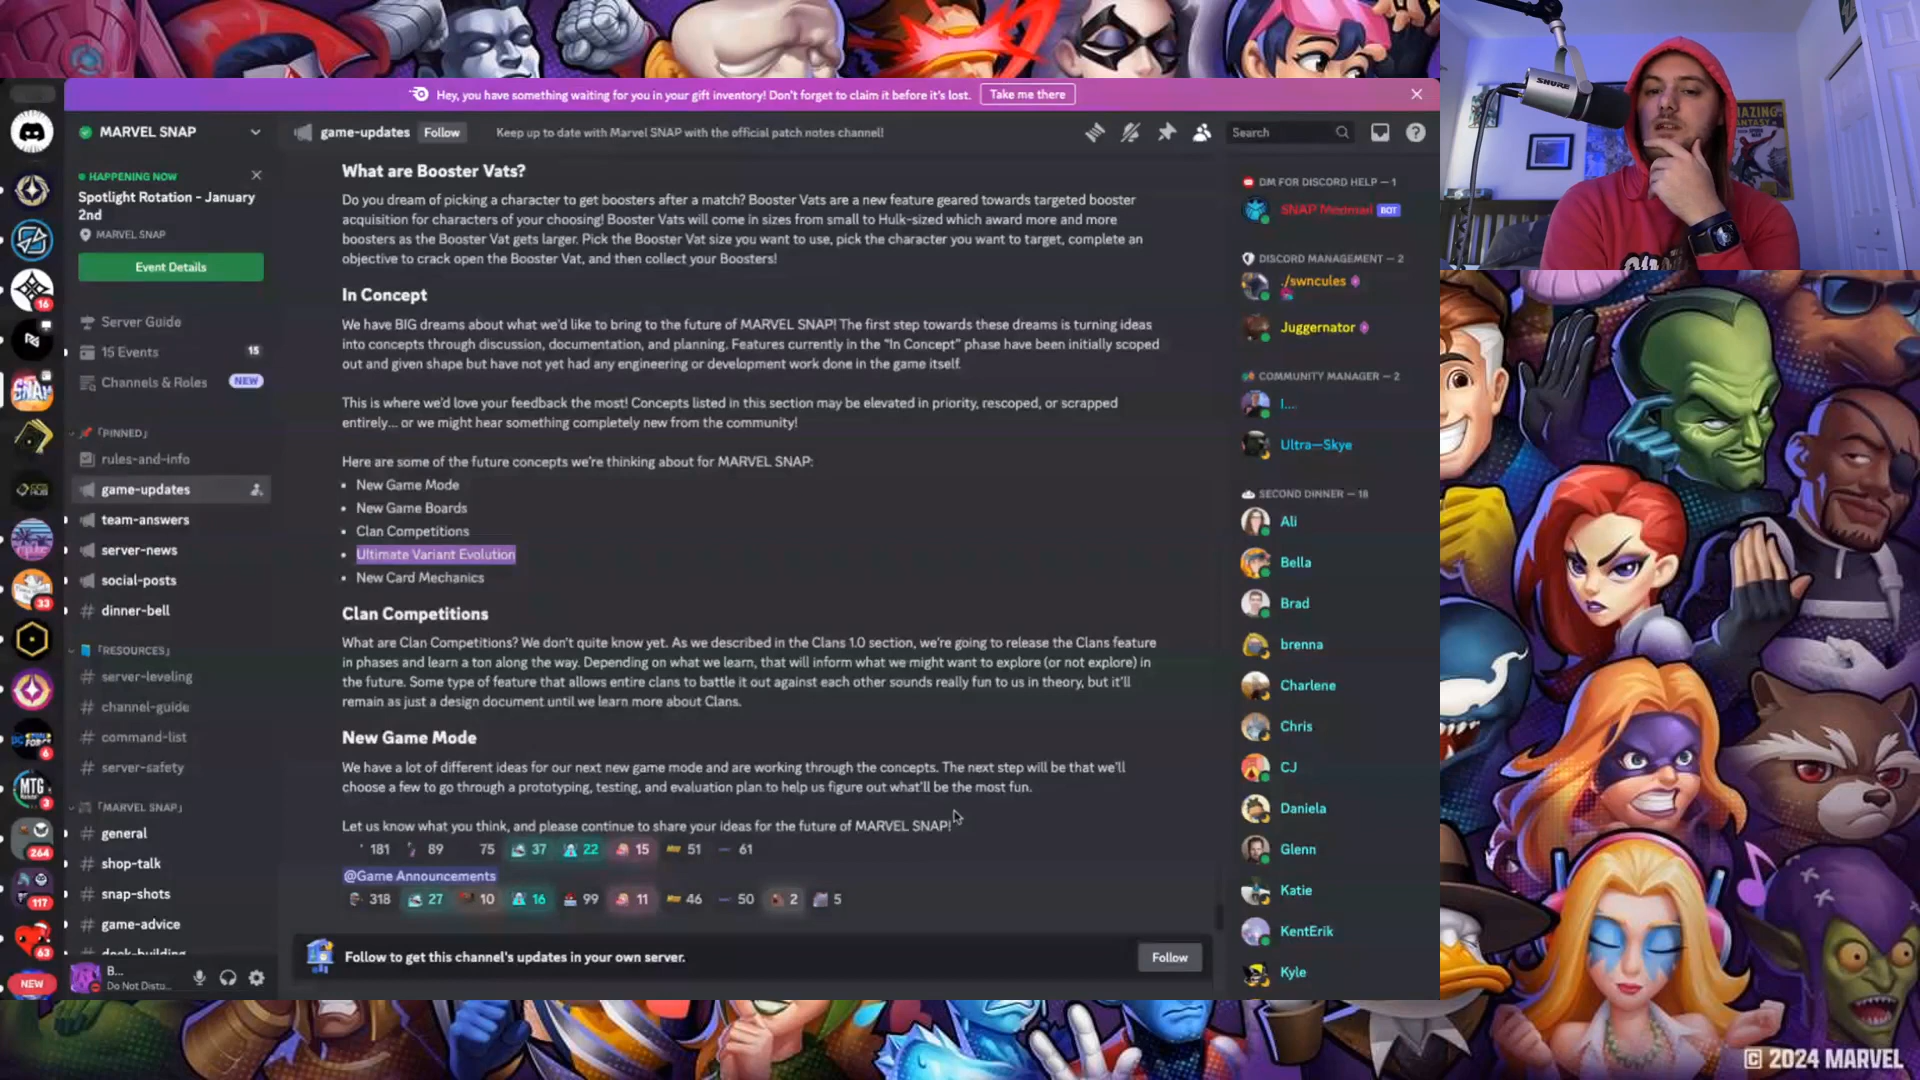 Hey, you have something waiting for you in your gift inventory! Don't forget to claim it before it's lost.
Take me there
MARVEL SNAP
game-updates
Follow
Keep up to date with Marvel SNAP with the official patch notes channel!
Search
HAPPENING NOW
Spotlight Rotation - January
2nd
MARVEL SNAP
Event Details
Server Guide
15 Events
15
Channels & Roles
NEW
「PINNED」
rules-and-info
game-updates
team-answers
server-news
social-posts
dinner-bell
「RESOURCES」
server-leveling
channel-guide
command-list
server-safety
「MARVEL SNAP」
general
shop-talk
snap-shots
game-advice
deck-building
B...
Do Not Distu...
16
SNAP
33
6
MTG
3
264
117
63
NEW
What are Booster Vats?
Do you dream of picking a character to get boosters after a match? Booster Vats are a new feature geared towards targeted booster
acquisition for characters of your choosing! Booster Vats will come in sizes from small to Hulk-sized which award more and more
boosters as the Booster Vat gets larger. Pick the Booster Vat size you want to use, pick the character you want to target, complete an
objective to crack open the Booster Vat, and then collect your Boosters!
In Concept
We have BIG dreams about what we'd like to bring to the future of MARVEL SNAP! The first step towards these dreams is turning ideas
into concepts through discussion, documentation, and planning. Features currently in the "In Concept" phase have been initially scoped
out and given shape but have not yet had any engineering or development work done in the game itself.
This is where we'd love your feedback the most! Concepts listed in this section may be elevated in priority, rescoped, or scrapped
entirely... or we might hear something completely new from the community!
Here are some of the future concepts we're thinking about for MARVEL SNAP:
• New Game Mode
• New Game Boards
• Clan Competitions
• Ultimate Variant Evolution
• New Card Mechanics
Clan Competitions
What are Clan Competitions? We don't quite know yet. As we described in the Clans 1.0 section, we're going to release the Clans feature
in phases and learn a ton along the way. Depending on what we learn, that will inform what we might want to explore (or not explore) in
the future. Some type of feature that allows entire clans to battle it out against each other sounds really fun to us in theory, but it'll
remain as just a design document until we learn more about Clans.
New Game Mode
We have a lot of different ideas for our next new game mode and are working through the concepts. The next step will be that we'll
choose a few to go through a prototyping, testing, and evaluation plan to help us figure out what'll be the most fun.
Let us know what you think, and please continue to share your ideas for the future of MARVEL SNAP!
181 89 75 37 22 15 51 61
@Game Announcements
318 27 10 16 99 11 46 50 2 5
Follow to get this channel's updates in your own server.
Follow
DM FOR DISCORD HELP — 1
BOT
DISCORD MANAGEMENT — 2
./swncules
Juggernator
COMMUNITY MANAGER — 2
I....
Ultra—Skye
SECOND DINNER — 18
Ali
Bella
Brad
brenna
Charlene
Chris
CJ
Daniela
Glenn
Katie
KentErik
Kyle
SHURE
AMAZING
FANTASY
© 2024 MARVEL